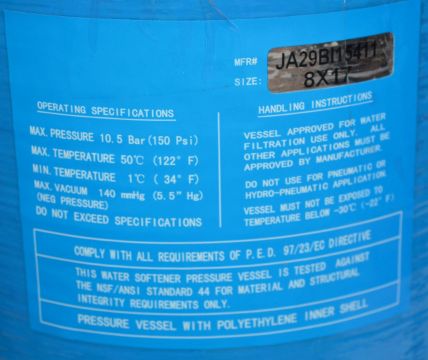 MFR# JA29BI15411
SIZE: 8X17
OPERATING SPECIFICATIONS
MAX. PRESSURE 10.5 Bar(150 Psi)
MAX. TEMPERATURE 50℃ (122° F)
MIN. TEMPERATURE 1℃ ( 34° F)
MAX. VACUUM 140 mmHg (5.5″ Hg)
(NEG PRESSURE)
DO NOT EXCEED SPECIFICATIONS
HANDLING INSTRUCTIONS
VESSEL APPROVED FOR WATER
FILTRATION USE ONLY. ALL
OTHER APPLICATIONS MUST BE
APPROVED BY MANUFACTURER.
DO NOT USE FOR PNEUMATIC OR
HYDRO-PNEUMATIC APPLICATION.
VESSEL MUST NOT BE EXPOSED TO
TEMPERATURE BELOW -30℃(-22° F)
COMPLY WITH ALL REQUIREMENTS OF P.E.D. 97/23/EC DIRECTIVE
THIS WATER SOFTENER PRESSURE VESSEL IS TESTED AGAINST
THE NSF/ANSI STANDARD 44 FOR MATERIAL AND STRUCTURAL
INTEGRITY REQUIREMENTS ONLY.
PRESSURE VESSEL WITH POLYETHYLENE INNER SHELL